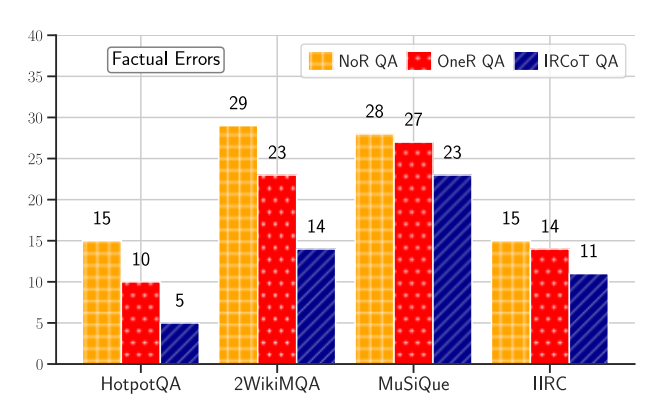 Factual Errors
NoR QA OneR QA IRCoT QA
40
35
30
25
20
15
10
5
0
15 10 5
29 23 14
28 27 23
15 14 11
HotpotQA 2WikiMQA MuSiQue IIRC